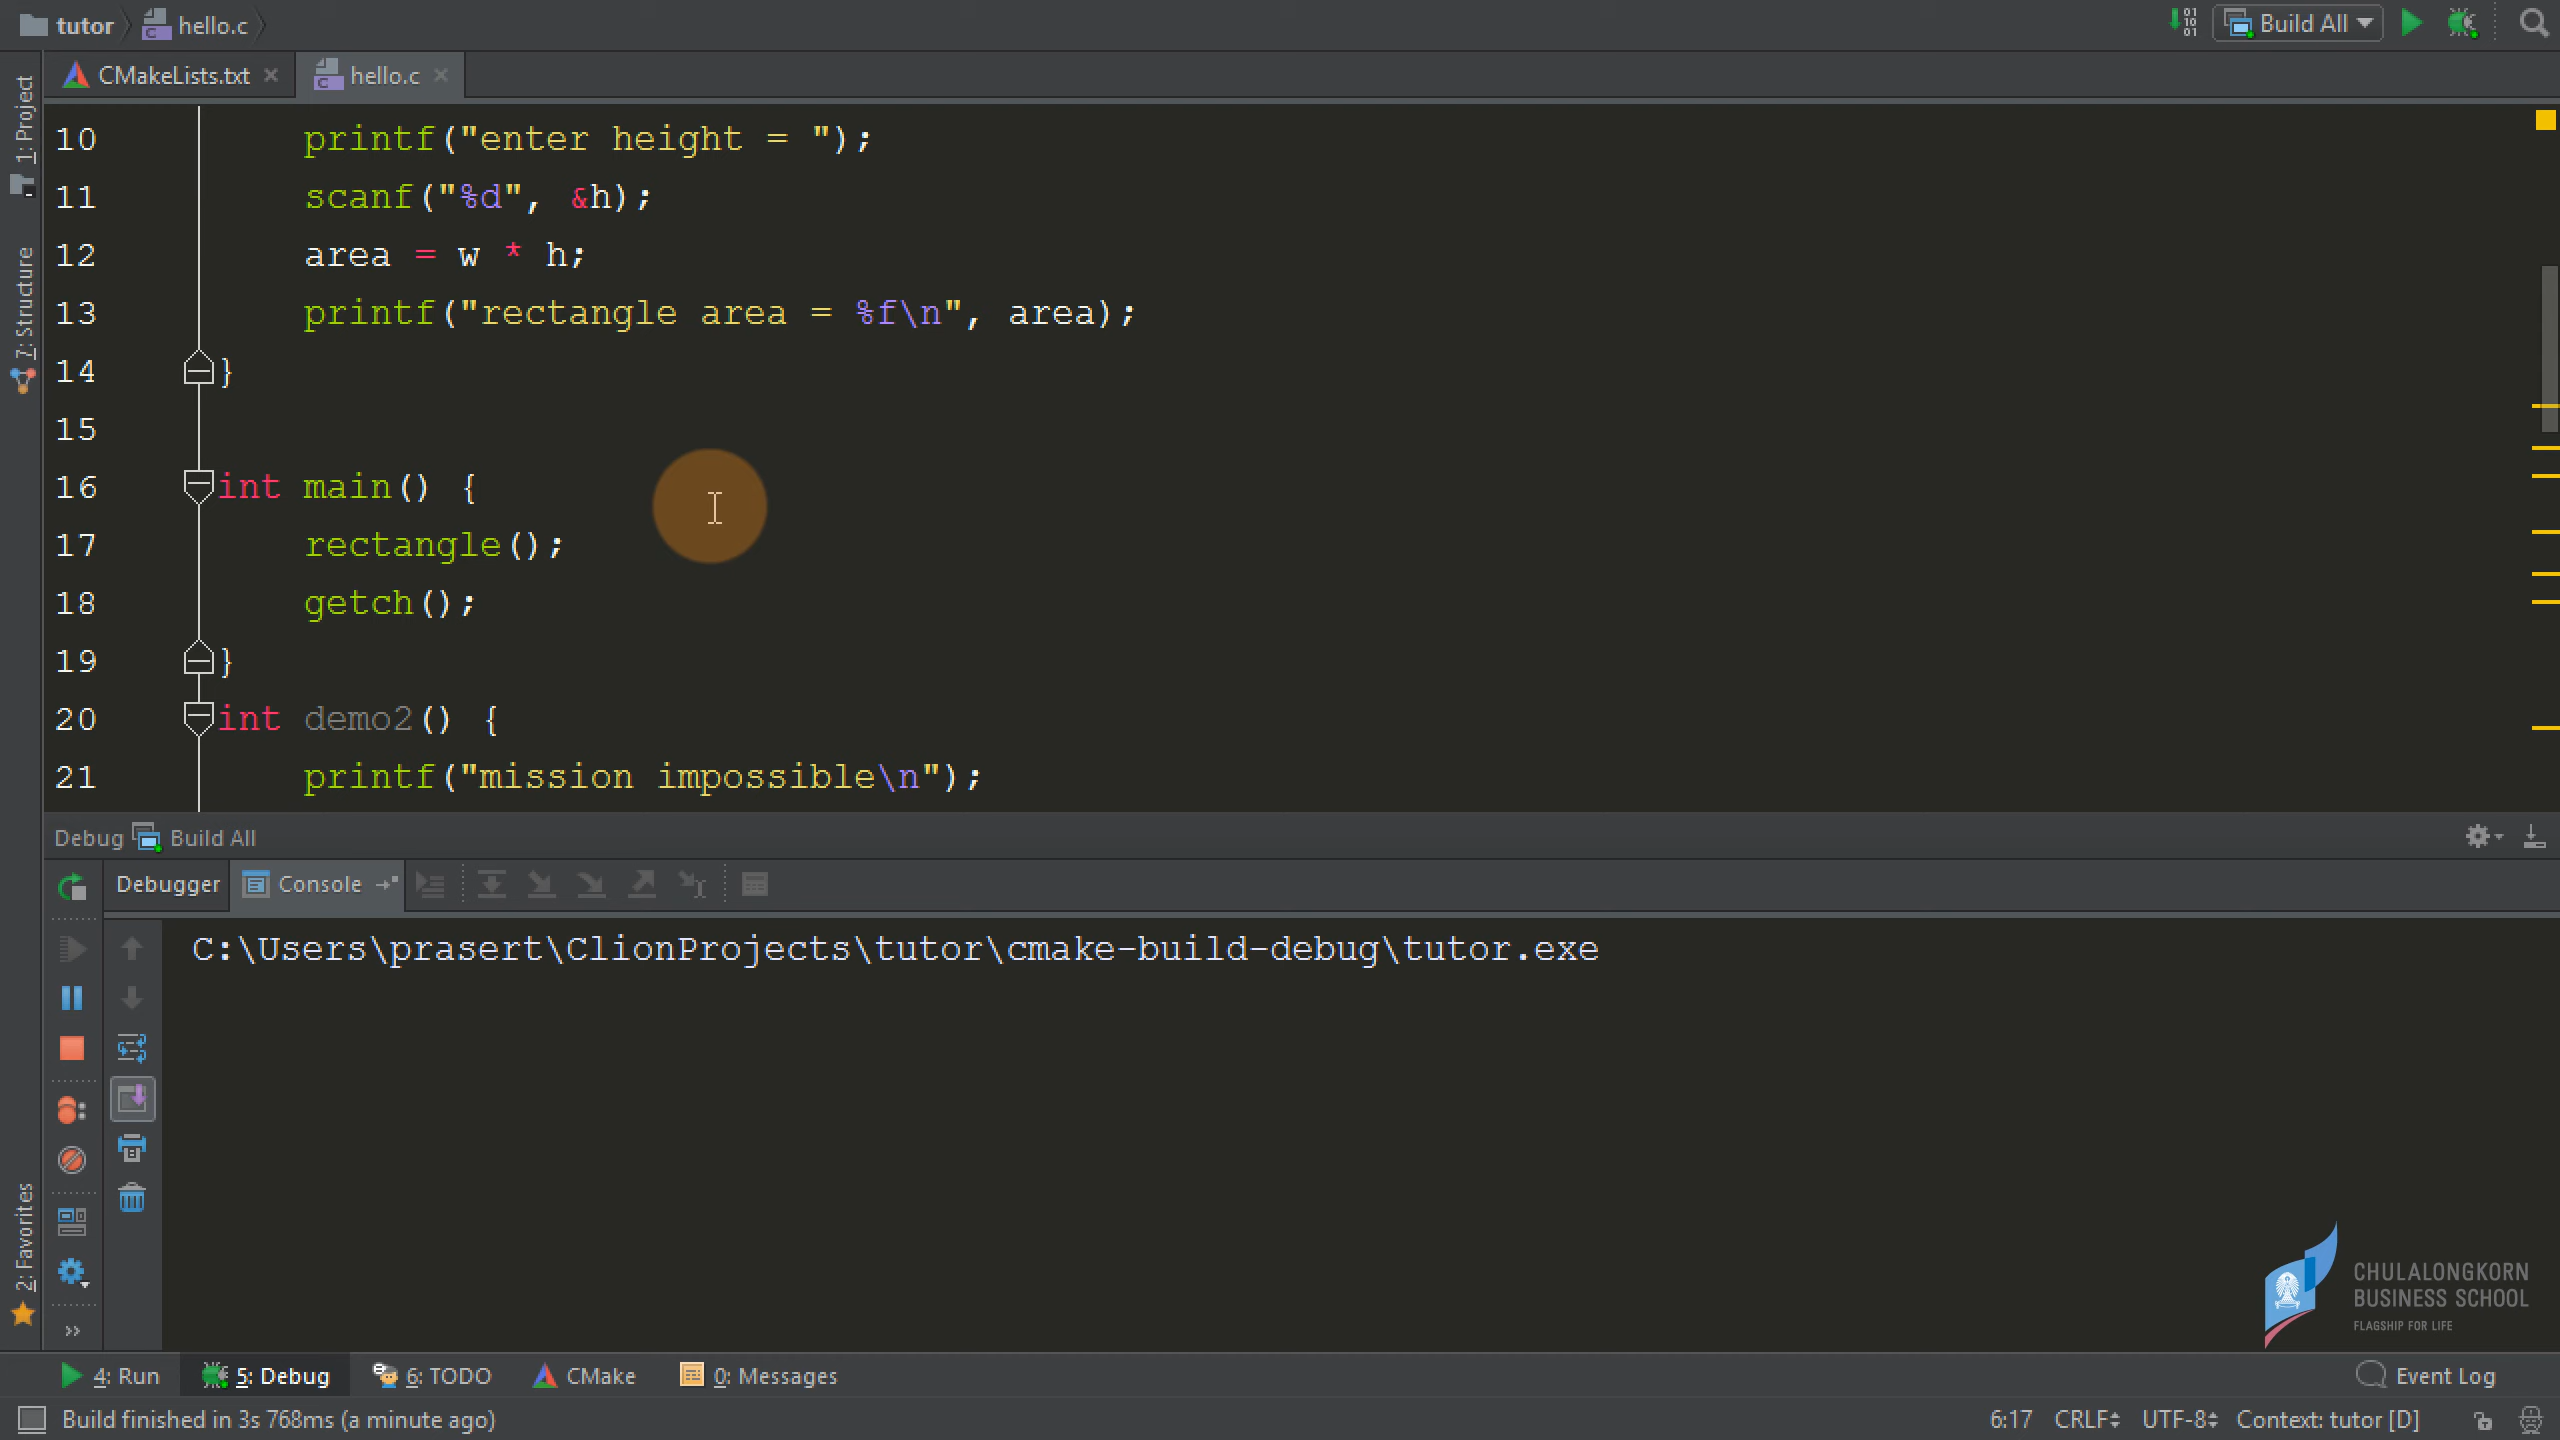 tutor hello.c
Build All
CMakeLists.txt hello.c
1: Project
7: Structure
2: Favorites
10 printf("enter height = ");
11 scanf("%d", &h);
12 area = w * h;
13 printf("rectangle area = %f\n", area);
14 }
15
16 int main() {
17 rectangle();
18 getch();
19 }
20 int demo2() {
21 printf("mission impossible\n");
Debug Build All
Debugger Console
C:\Users\prasert\ClionProjects\tutor\cmake-build-debug\tutor.exe
CHULALONGKORN
BUSINESS SCHOOL
FLAGSHIP FOR LIFE
4: Run 5: Debug 6: TODO CMake 0: Messages Event Log
Build finished in 3s 768ms (a minute ago) 6:17 CRLF UTF-8 Context: tutor [D]